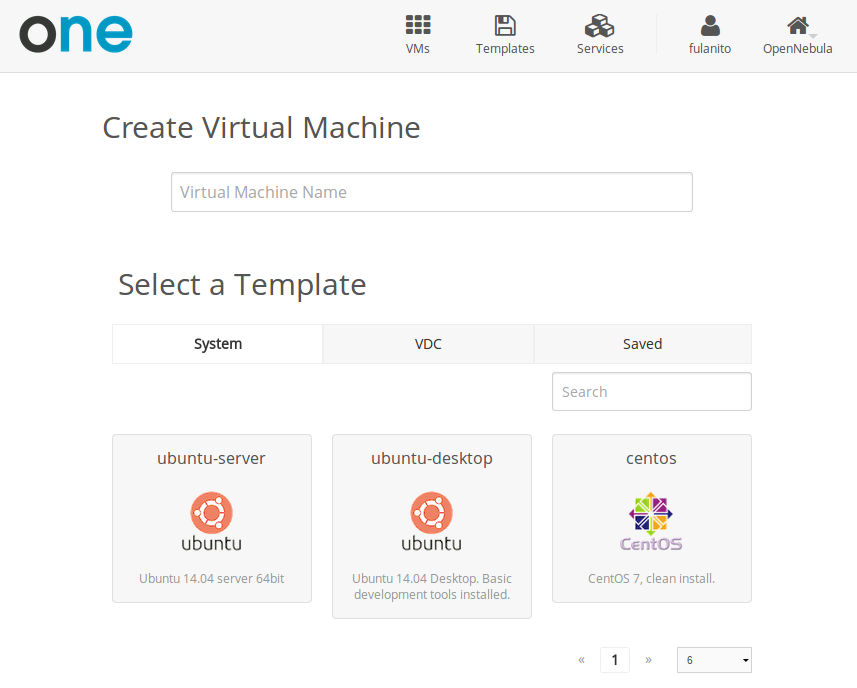 one
VMs
Templates
Services
fulanito
OpenNebula
Create Virtual Machine
Virtual Machine Name
Select a Template
System
VDC
Saved
Search
ubuntu-server
ubuntu
Ubuntu 14.04 server 64bit
ubuntu-desktop
ubuntu
Ubuntu 14.04 Desktop. Basic
development tools installed.
centos
CentOS
CentOS 7, clean install.
« 1 » 6